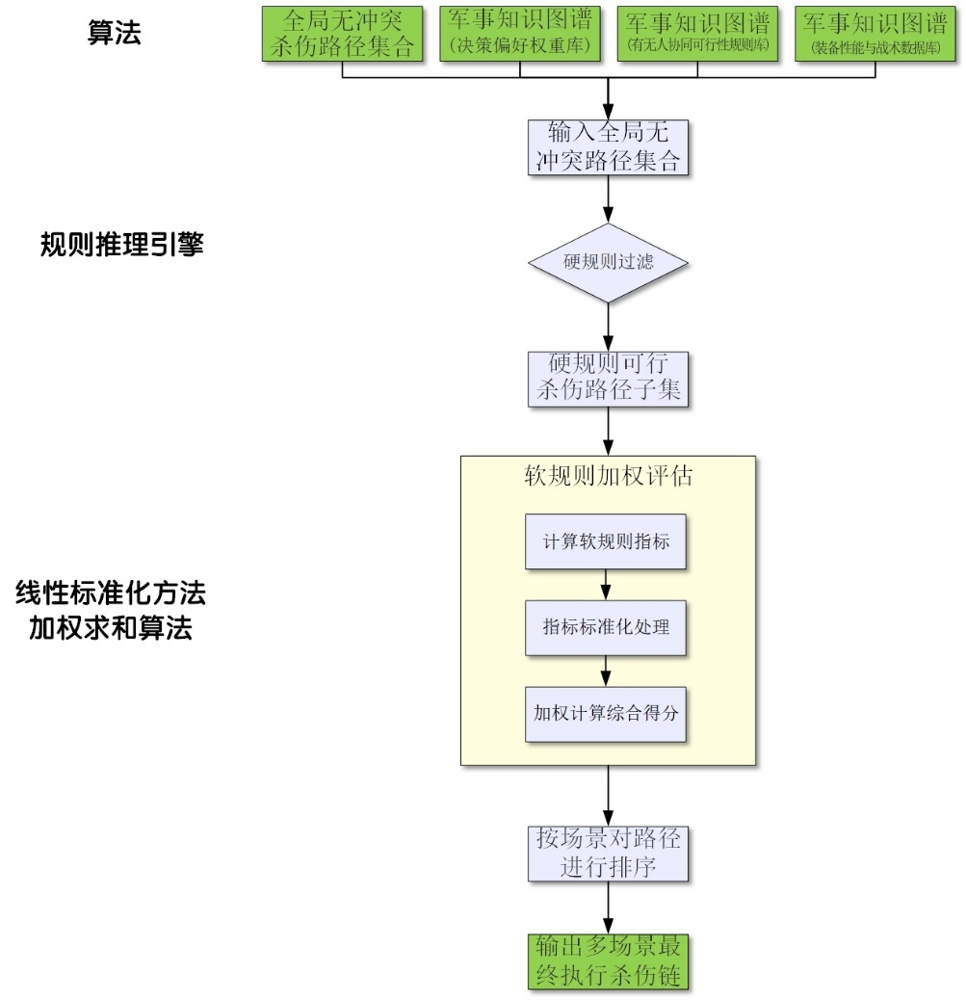 算法
全局无冲突
杀伤路径集合
军事知识图谱
(决策偏好权重库)
军事知识图谱
(有无人协同可行性规则库)
军事知识图谱
(装备性能与战术数据库)
输入全局无
冲突路径集合
规则推理引擎
硬规则过滤
硬规则可行
杀伤路径子集
软规则加权评估
计算软规则指标
线性标准化方法
加权求和算法
指标标准化处理
加权计算综合得分
按场景对路径
进行排序
输出多场景最
终执行杀伤链